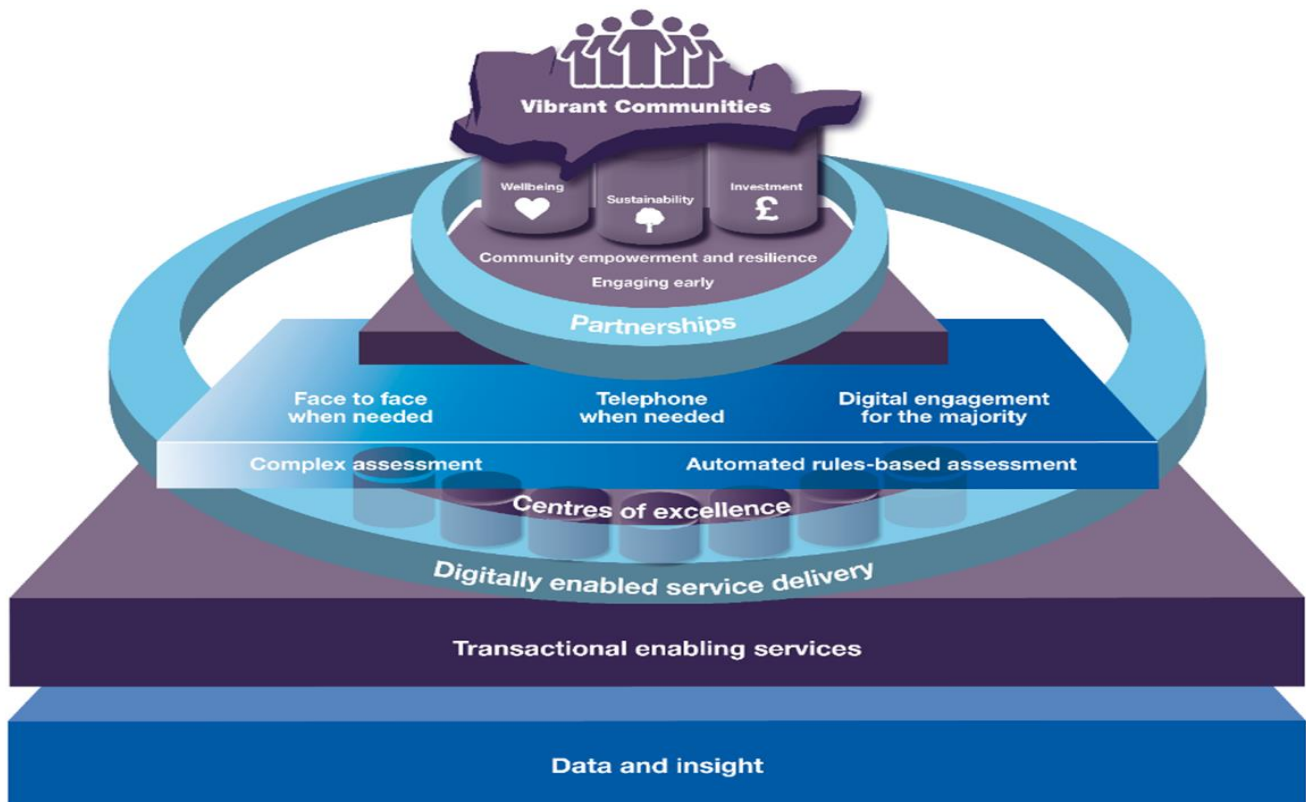 Vibrant Communities
Wellbeing
Sustainability
Investment
£
Community empowerment and resilience
Engaging early
Partnerships
Face to face
when needed
Telephone
when needed
Digital engagement
for the majority
Complex assessment
Automated rules-based assessment
Centres of excellence
Digitally enabled service delivery
Transactional enabling services
Data and insight